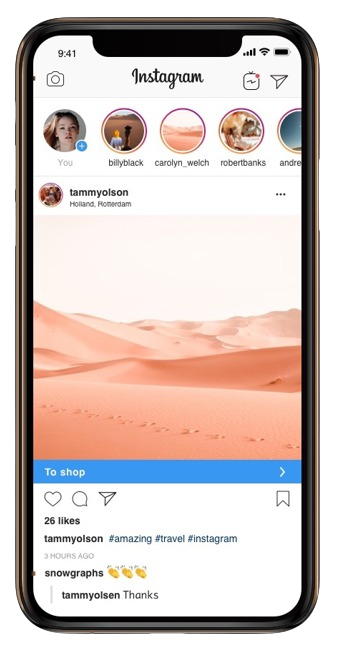 9:41
Instagram
You billyblack carolyn_welch robertbanks andre
tammyolson
Holland, Rotterdam
To shop
26 likes
tammyolson #amazing #travel #instagram
3 HOURS AGO
snowgraphs 👏👏👏
tammyolsen Thanks